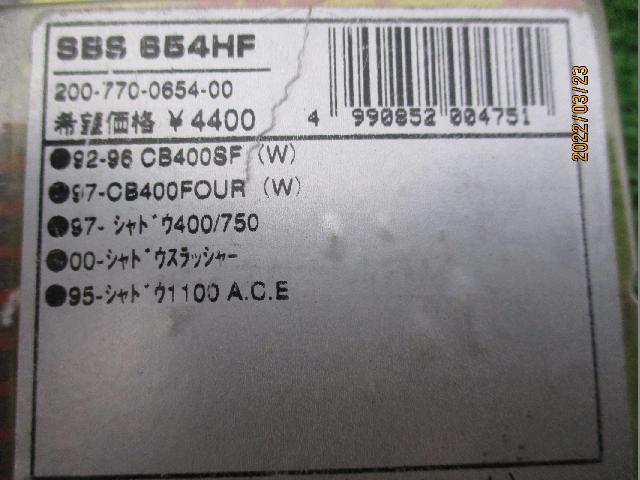 SBS 654HF
200-770-0654-00
希望価格 ¥4400
4 990852 004751
●92-96 CB400SF (W)
●97-CB400FOUR (W)
●97-ｼｬﾄﾞｳ400/750
●00-ｼｬﾄﾞｳｽﾗｯｼｬｰ
●95-ｼｬﾄﾞｳ1100 A.C.E
2022/03/23